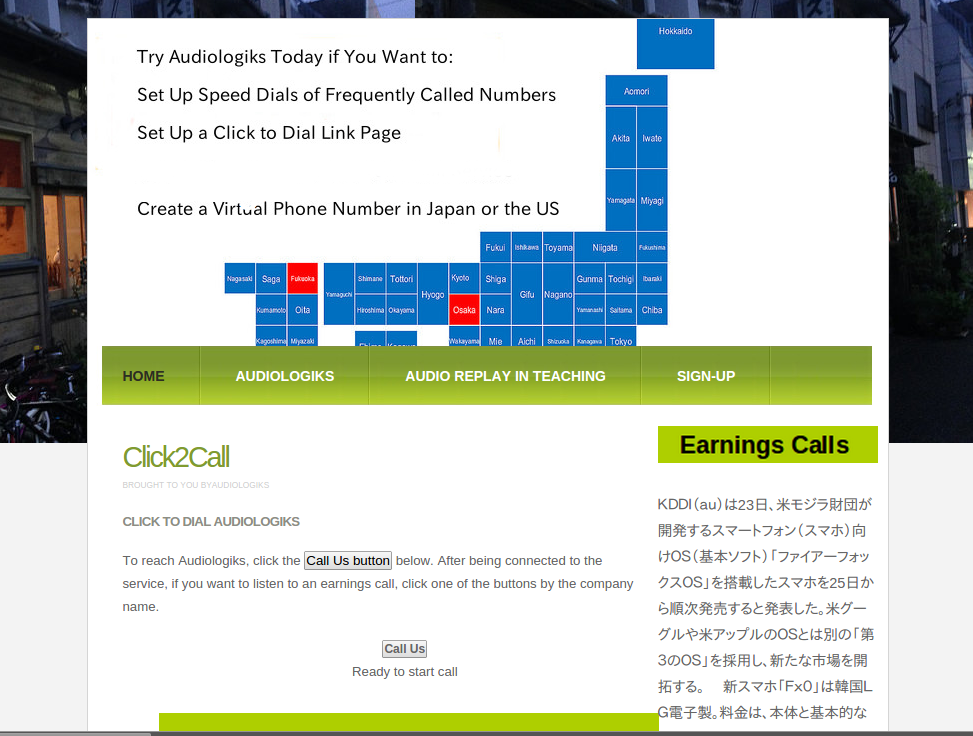 Try Audiologiks Today if You Want to:
Set Up Speed Dials of Frequently Called Numbers
Set Up a Click to Dial Link Page
Create a Virtual Phone Number in Japan or the US
Hokkaido
Aomori
Akita Iwate
Yamagata Miyagi
Fukui Ishikawa Toyama Niigata Fukushima
Nagasaki Saga Fukuoka Yamaguchi Shimane Tottori Hyogo Kyoto Shiga Gifu Nagano Gunma Tochigi Ibaraki
Kumamoto Oita Hiroshima Okayama Osaka Nara Yamanashi Saitama Chiba
Kagoshima Miyazaki Wakayama Mie Aichi Shizuoka Kanagawa Tokyo
HOME AUDIOLOGIKS AUDIO REPLAY IN TEACHING SIGN-UP
Click2Call
BROUGHT TO YOU BYAUDIOLOGIKS
CLICK TO DIAL AUDIOLOGIKS
To reach Audiologiks, click the Call Us button below. After being connected to the
service, if you want to listen to an earnings call, click one of the buttons by the company
name.
Call Us
Ready to start call
Earnings Calls
KDDI（au）は23日、米モジラ財団が
開発するスマートフォン（スマホ）向
けOS（基本ソフト）「ファイアーフォッ
クスOS」を搭載したスマホを25日か
ら順次発売すると発表した。米グー
グルや米アップルのOSとは別の「第
3のOS」を採用し、新たな市場を開
拓する。　新スマホ「Fx0」は韓国L
G電子製。料金は、本体と基本的な